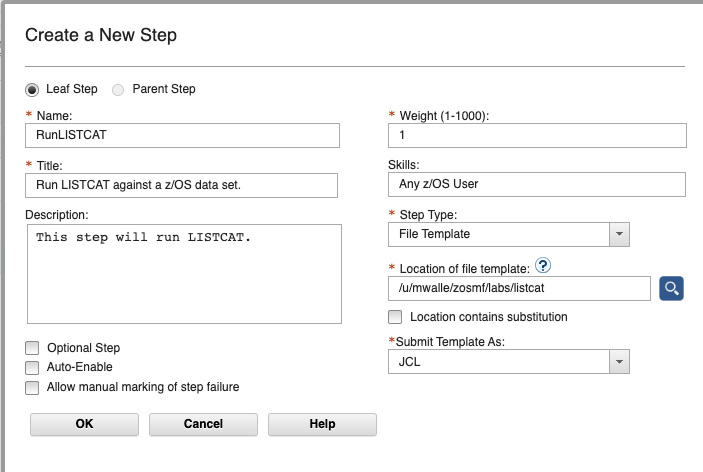 Create a New Step
Leaf Step Parent Step
* Name:
RunLISTCAT
* Title:
Run LISTCAT against a z/OS data set.
Description:
This step will run LISTCAT.
Optional Step
Auto-Enable
Allow manual marking of step failure
* Weight (1-1000):
1
Skills:
Any z/OS User
* Step Type:
File Template
* Location of file template: ?
/u/mwalle/zosmf/labs/listcat
Location contains substitution
*Submit Template As:
JCL
OK Cancel Help